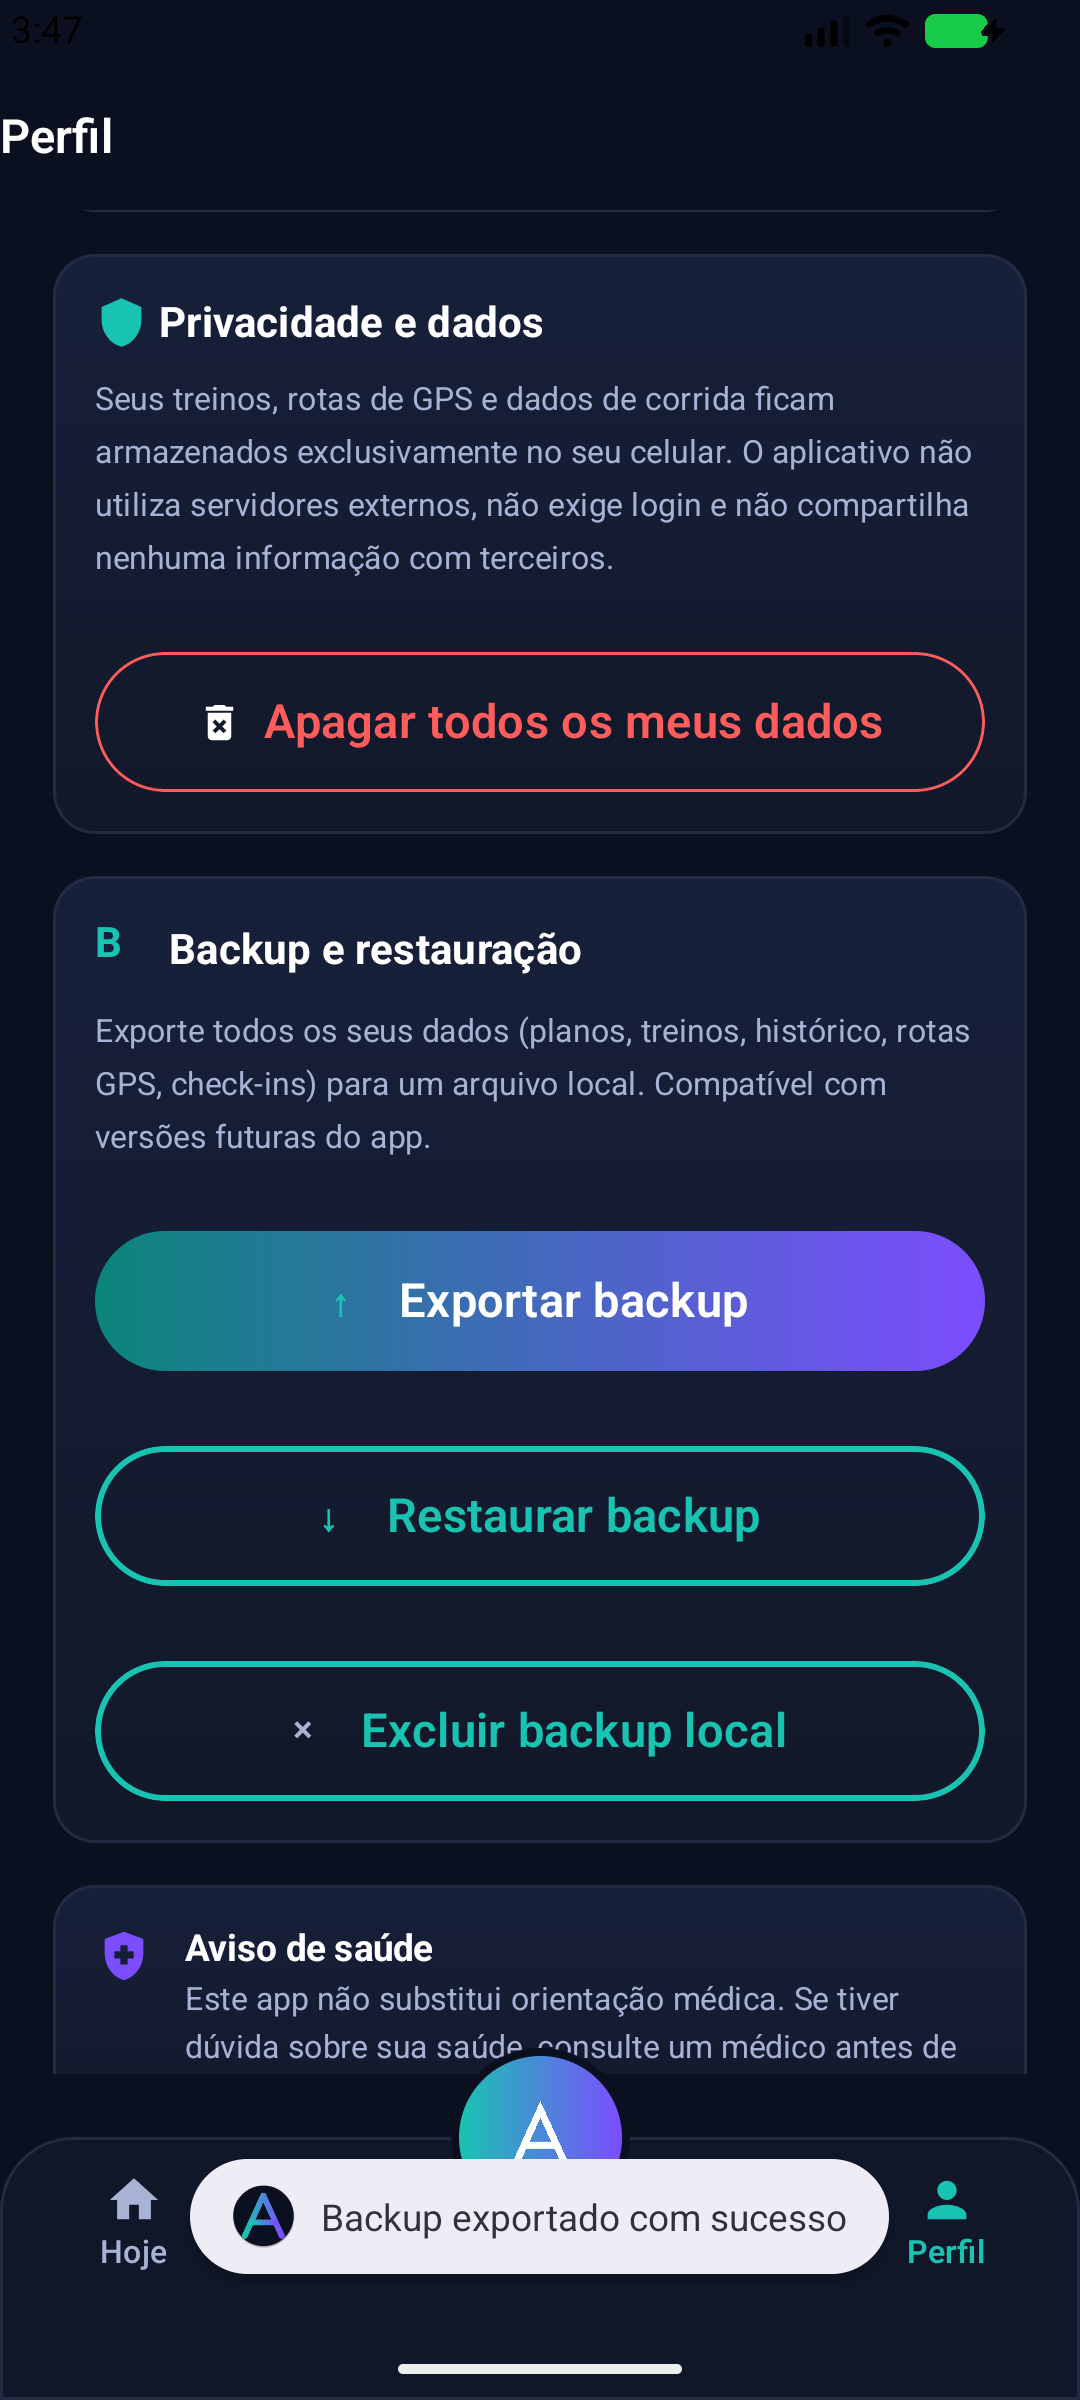 3:47
Perfil
Privacidade e dados
Seus treinos, rotas de GPS e dados de corrida ficam
armazenados exclusivamente no seu celular. O aplicativo não
utiliza servidores externos, não exige login e não compartilha
nenhuma informação com terceiros.
Apagar todos os meus dados
B Backup e restauração
Exporte todos os seus dados (planos, treinos, histórico, rotas
GPS, check-ins) para um arquivo local. Compatível com
versões futuras do app.
↑ Exportar backup
↓ Restaurar backup
× Excluir backup local
Aviso de saúde
Este app não substitui orientação médica. Se tiver
dúvida sobre sua saúde, consulte um médico antes de
Backup exportado com sucesso
Hoje
Perfil